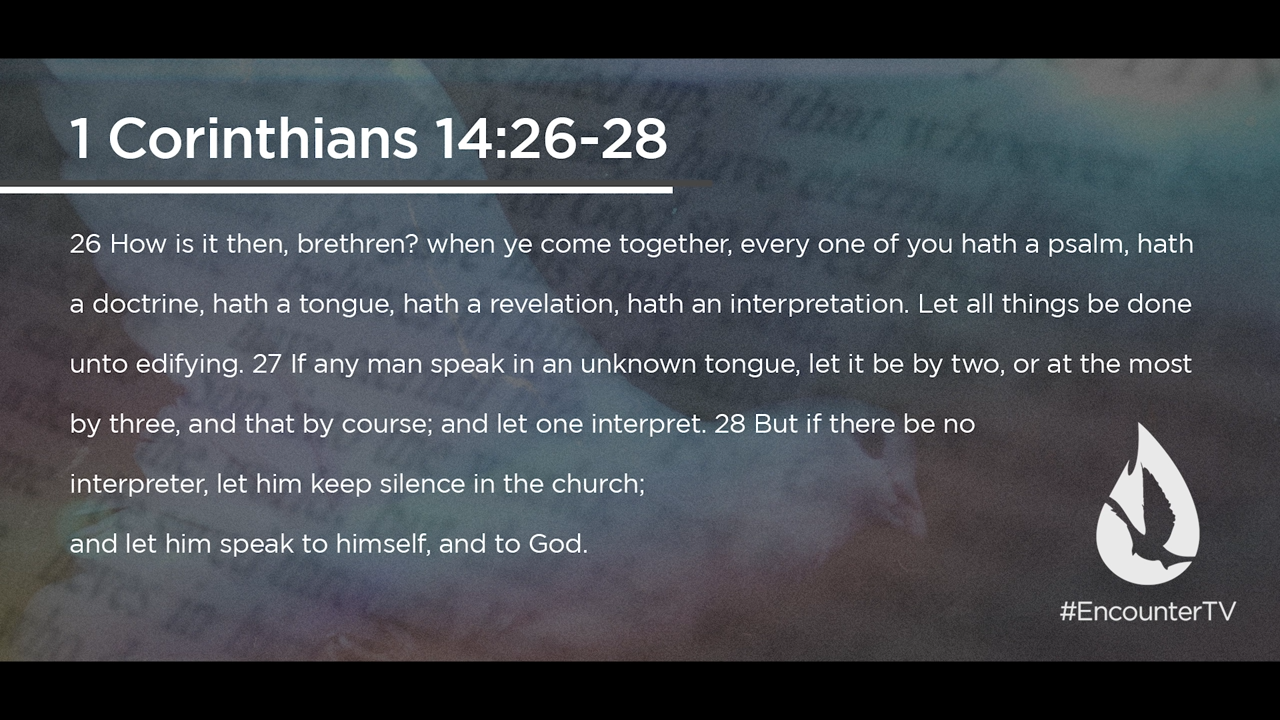 1 Corinthians 14:26-28
26 How is it then, brethren? when ye come together, every one of you hath a psalm, hath
a doctrine, hath a tongue, hath a revelation, hath an interpretation. Let all things be done
unto edifying. 27 If any man speak in an unknown tongue, let it be by two, or at the most
by three, and that by course; and let one interpret. 28 But if there be no
interpreter, let him keep silence in the church;
and let him speak to himself, and to God.
#EncounterTV